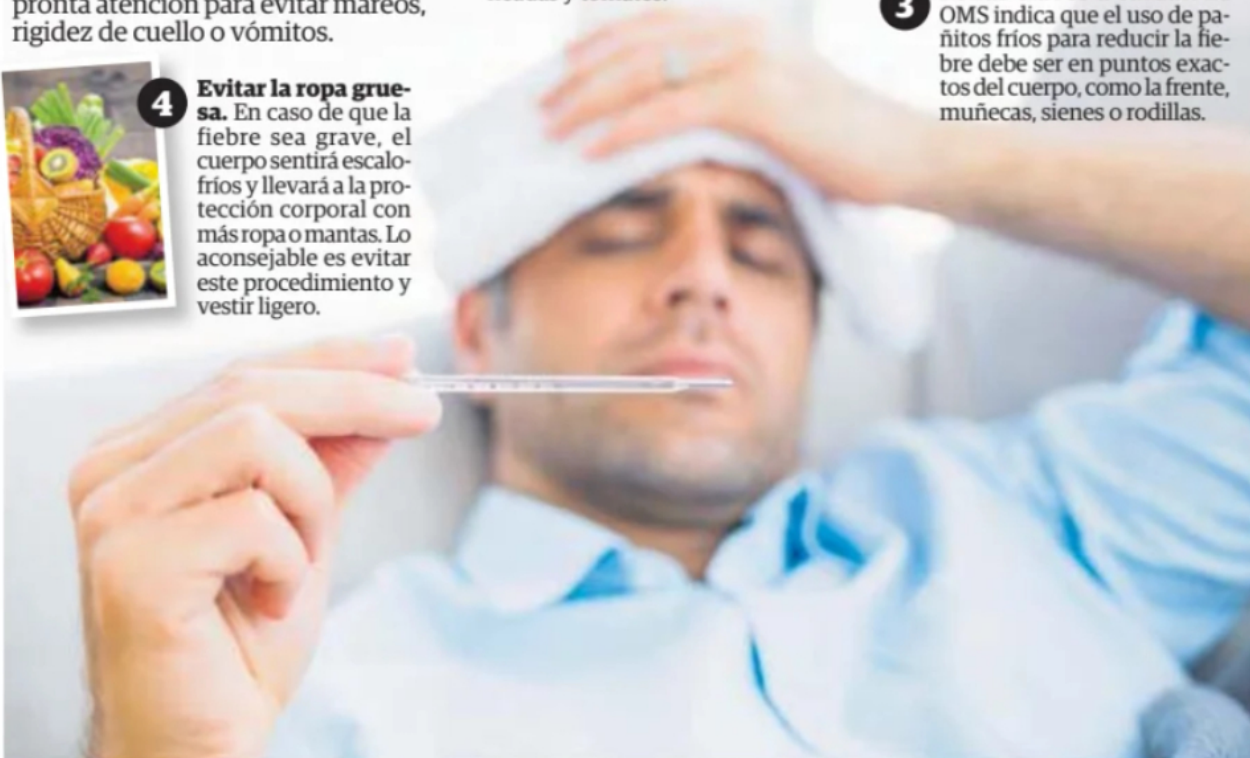 pronta atención para evitar mareos,
rigidez de cuello o vómitos.
4
Evitar la ropa grue-
sa. En caso de que la
fiebre sea grave, el
cuerpo sentirá escalo-
fríos y llevará a la pro-
tección corporal con
más ropa o mantas. Lo
aconsejable es evitar
este procedimiento y
vestir ligero.
3
OMS indica que el uso de pa-
ñitos fríos para reducir la fie-
bre debe ser en puntos exac-
tos del cuerpo, como la frente,
muñecas, sienes o rodillas.